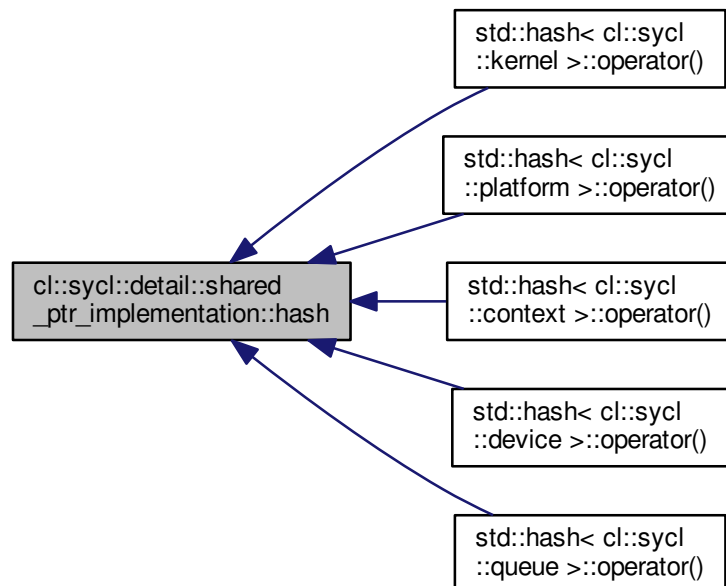 std::hash< cl::sycl
::kernel >::operator()
std::hash< cl::sycl
::platform >::operator()
cl::sycl::detail::shared
_ptr_implementation::hash
std::hash< cl::sycl
::context >::operator()
std::hash< cl::sycl
::device >::operator()
std::hash< cl::sycl
::queue >::operator()